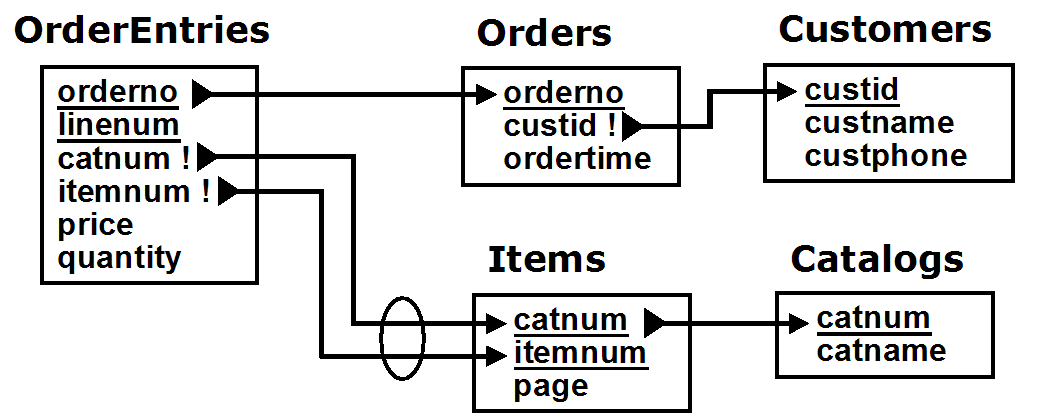 OrderEntries
orderno
linenum
catnum !
itemnum !
price
quantity
Orders
orderno
custid !
ordertime
Customers
custid
custname
custphone
Items
catnum
itemnum
page
Catalogs
catnum
catname